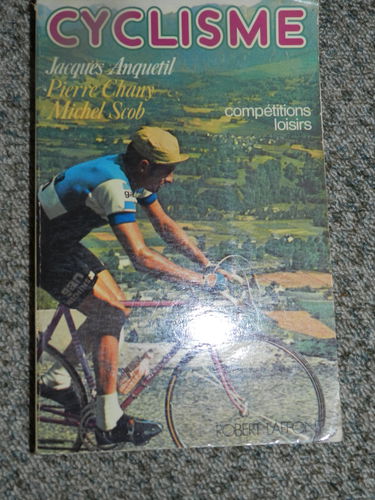 CYCLISME
Jacques Anquetil
Pierre Chany
Michel Scob
compétitions
loisirs
ROBERT LAFFONT